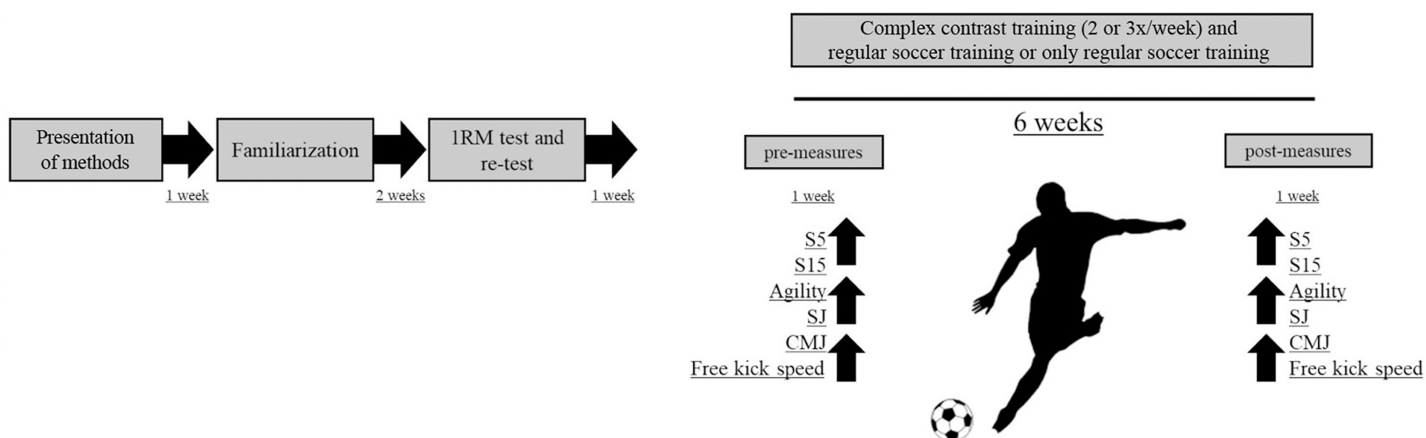 Presentation
of methods
1 week
Familiarization
2 weeks
1RM test and
re-test
1 week
Complex contrast training (2 or 3x/week) and
regular soccer training or only regular soccer training
6 weeks
pre-measures
1 week
S5
S15
Agility
SJ
CMJ
Free kick speed
post-measures
1 week
S5
S15
Agility
SJ
CMJ
Free kick speed